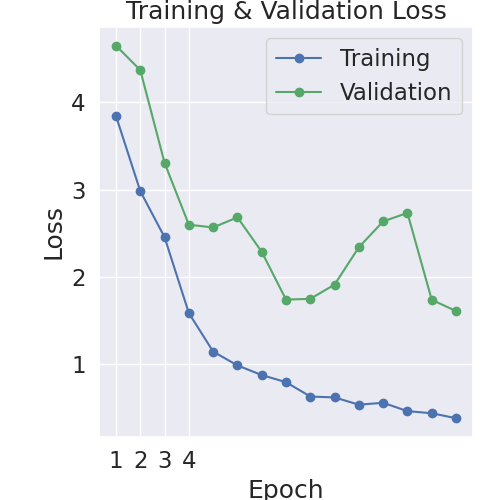 Training & Validation Loss
Training
Validation
Loss
4
3
2
1
1 2 3 4
Epoch